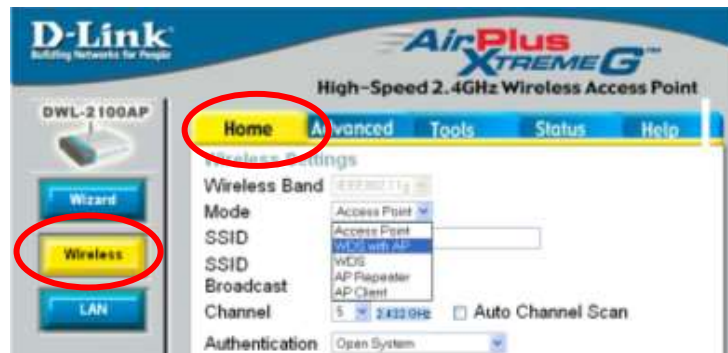 D-Link
Building Networks for People
AirPlus
XTREME G™
High-Speed 2.4GHz Wireless Access Point
DWL-2100AP
Home Advanced Tools Status Help
Wizard
Wireless
LAN
Wireless Settings
Wireless Band IEEE802.11g
Mode Access Point
Access Point
WDS with AP
WDS
AP Repeater
AP Client
SSID
SSID
Broadcast
Channel 5 2.432 GHz Auto Channel Scan
Authentication Open System